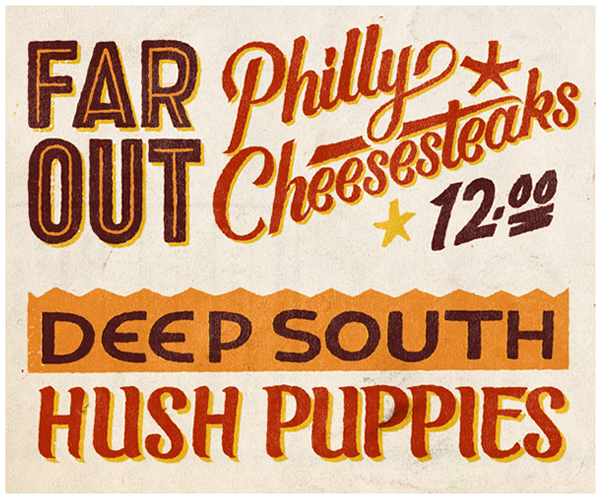 FAR OUT
Philly Cheesesteaks
12.00
DEEP SOUTH
HUSH PUPPIES